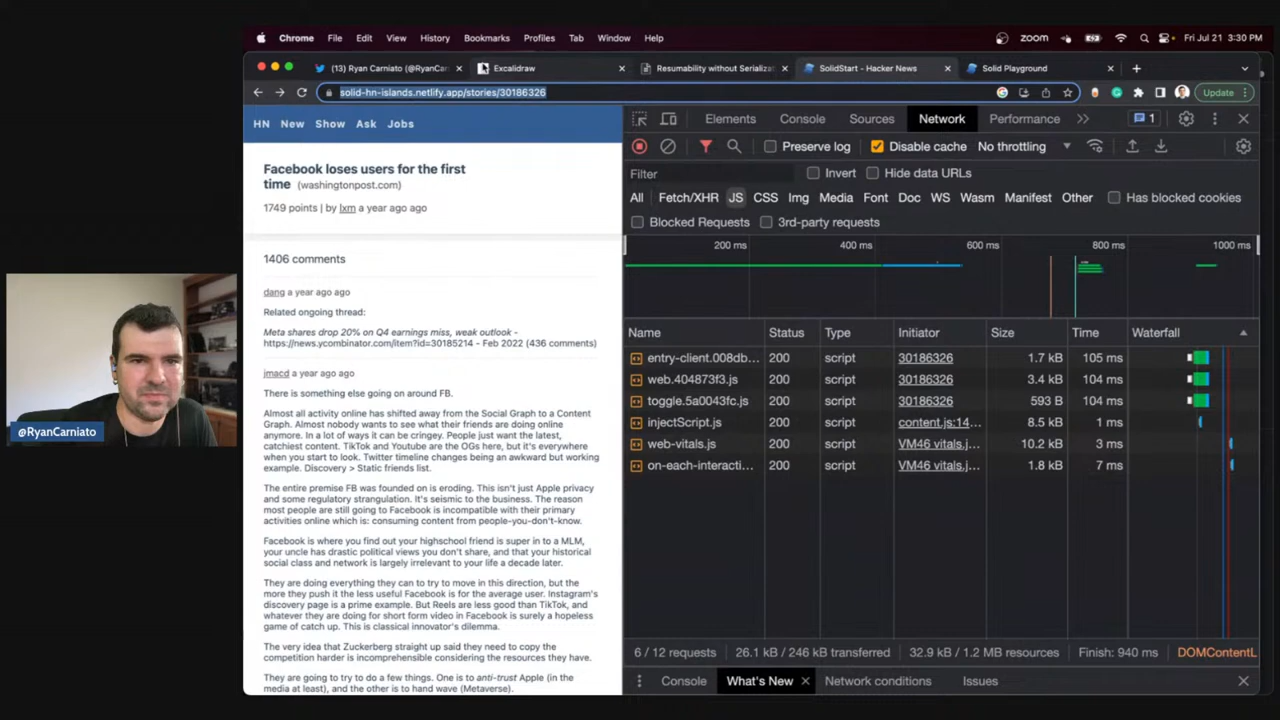 Chrome File Edit View History Bookmarks Profiles Tab Window Help
zoom Fri Jul 21 3:30 PM
(13) Ryan Carniato (@RyanCar
Excalidraw
Resumability without Serializat
SolidStart - Hacker News
Solid Playground
solid-hn-islands.netlify.app/stories/30186326
Update
HN New Show Ask Jobs
Facebook loses users for the first
time (washingtonpost.com)
1749 points | by lxm a year ago ago
1406 comments
dang a year ago ago
Related ongoing thread:
Meta shares drop 20% on Q4 earnings miss, weak outlook -
https://news.ycombinator.com/item?id=30185214 - Feb 2022 (436 comments)
jmacd a year ago ago
There is something else going on around FB.
Almost all activity online has shifted away from the Social Graph to a Content
Graph. Almost nobody wants to see what their friends are doing online
anymore. In a lot of ways it can be cringey. People just want the latest,
catchiest content. TikTok and Youtube are the OGs here, but it's everywhere
when you start to look. Twitter timeline changes being an awkward but working
example. Discovery > Static friends list.
The entire premise FB was founded on is eroding. This isn't just Apple privacy
and some regulatory strangulation. It's seismic to the business. The reason
most people are still going to Facebook is incompatible with their primary
activities online which is: consuming content from people-you-don't-know.
Facebook is where you find out your highschool friend is super in to a MLM,
your uncle has drastic political views you don't share, and that your historical
social class and network is largely irrelevant to your life a decade later.
They are doing everything they can to try to move in this direction, but the
more they push it the less useful Facebook is for the average user. Instagram's
discovery page is a prime example. But Reels are less good than TikTok, and
whatever they are doing for short form video in Facebook is surely a hopeless
game of catch up. This is classical innovator's dilemma.
The very idea that Zuckerberg straight up said they need to copy the
competition harder is incomprehensible considering the resources they have.
They are going to try to do a few things. One is to anti-trust Apple (in the
media at least), and the other is to hand wave (Metaverse).
@RyanCarniato
Elements Console Sources Network Performance 1
Preserve log Disable cache No throttling
Filter Invert Hide data URLs
All Fetch/XHR JS CSS Img Media Font Doc WS Wasm Manifest Other Has blocked cookies
Blocked Requests 3rd-party requests
200 ms 400 ms 600 ms 800 ms 1000 ms
Name Status Type Initiator Size Time Waterfall
entry-client.008db... 200 script 30186326 1.7 kB 105 ms
web.404873f3.js 200 script 30186326 3.4 kB 104 ms
toggle.5a0043fc.js 200 script 30186326 593 B 104 ms
injectScript.js 200 script content.js:14... 8.5 kB 1 ms
web-vitals.js 200 script VM46 vitals.j... 10.2 kB 3 ms
on-each-interacti... 200 script VM46 vitals.j... 1.8 kB 7 ms
6 / 12 requests 26.1 kB / 246 kB transferred 32.9 kB / 1.2 MB resources Finish: 940 ms DOMContentL
Console What's New Network conditions Issues